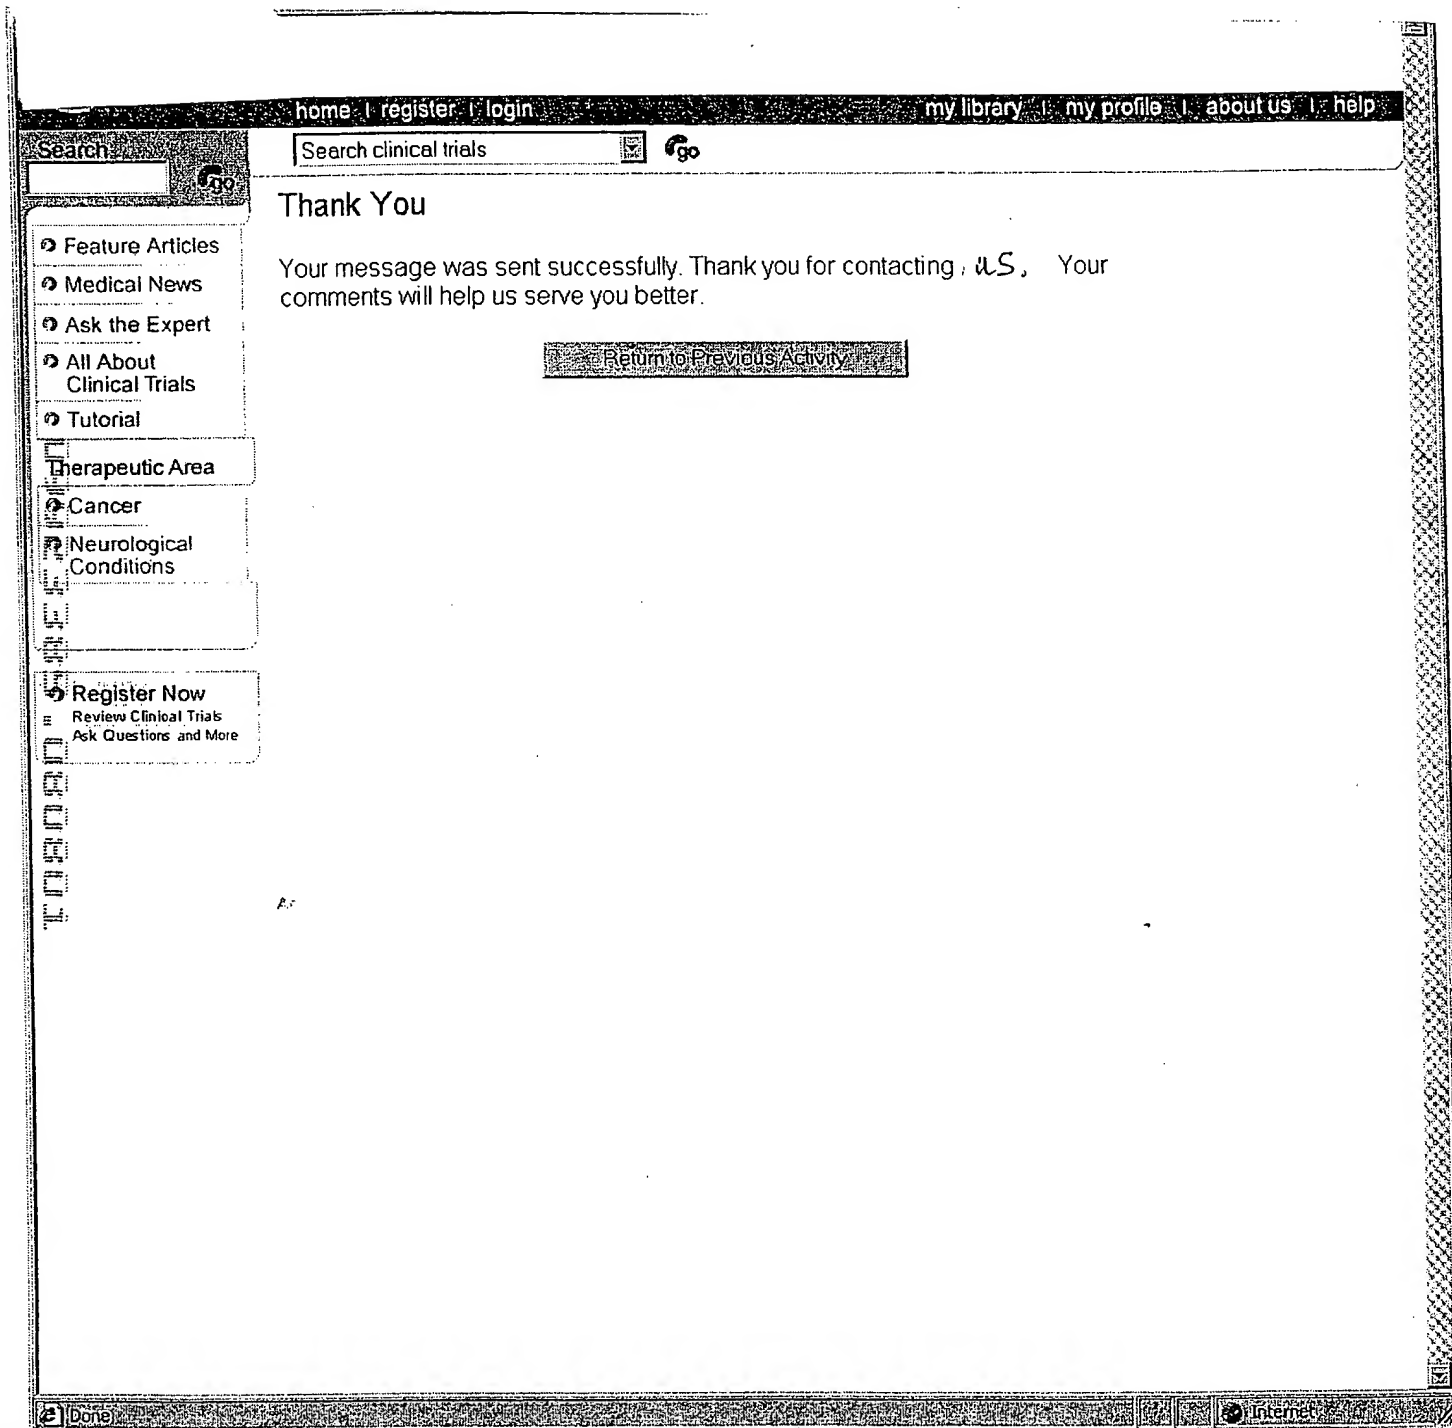 home | register | login my library | my profile | about us | help
Search
Search clinical trials go
go
Thank You
Your message was sent successfully. Thank you for contacting us. Your
comments will help us serve you better.
Return to Previous Activity
Feature Articles
Medical News
Ask the Expert
All About
Clinical Trials
Tutorial
Therapeutic Area
Cancer
Neurological
Conditions
Register Now
Review Clinical Trials
Ask Questions and More
Done Internet